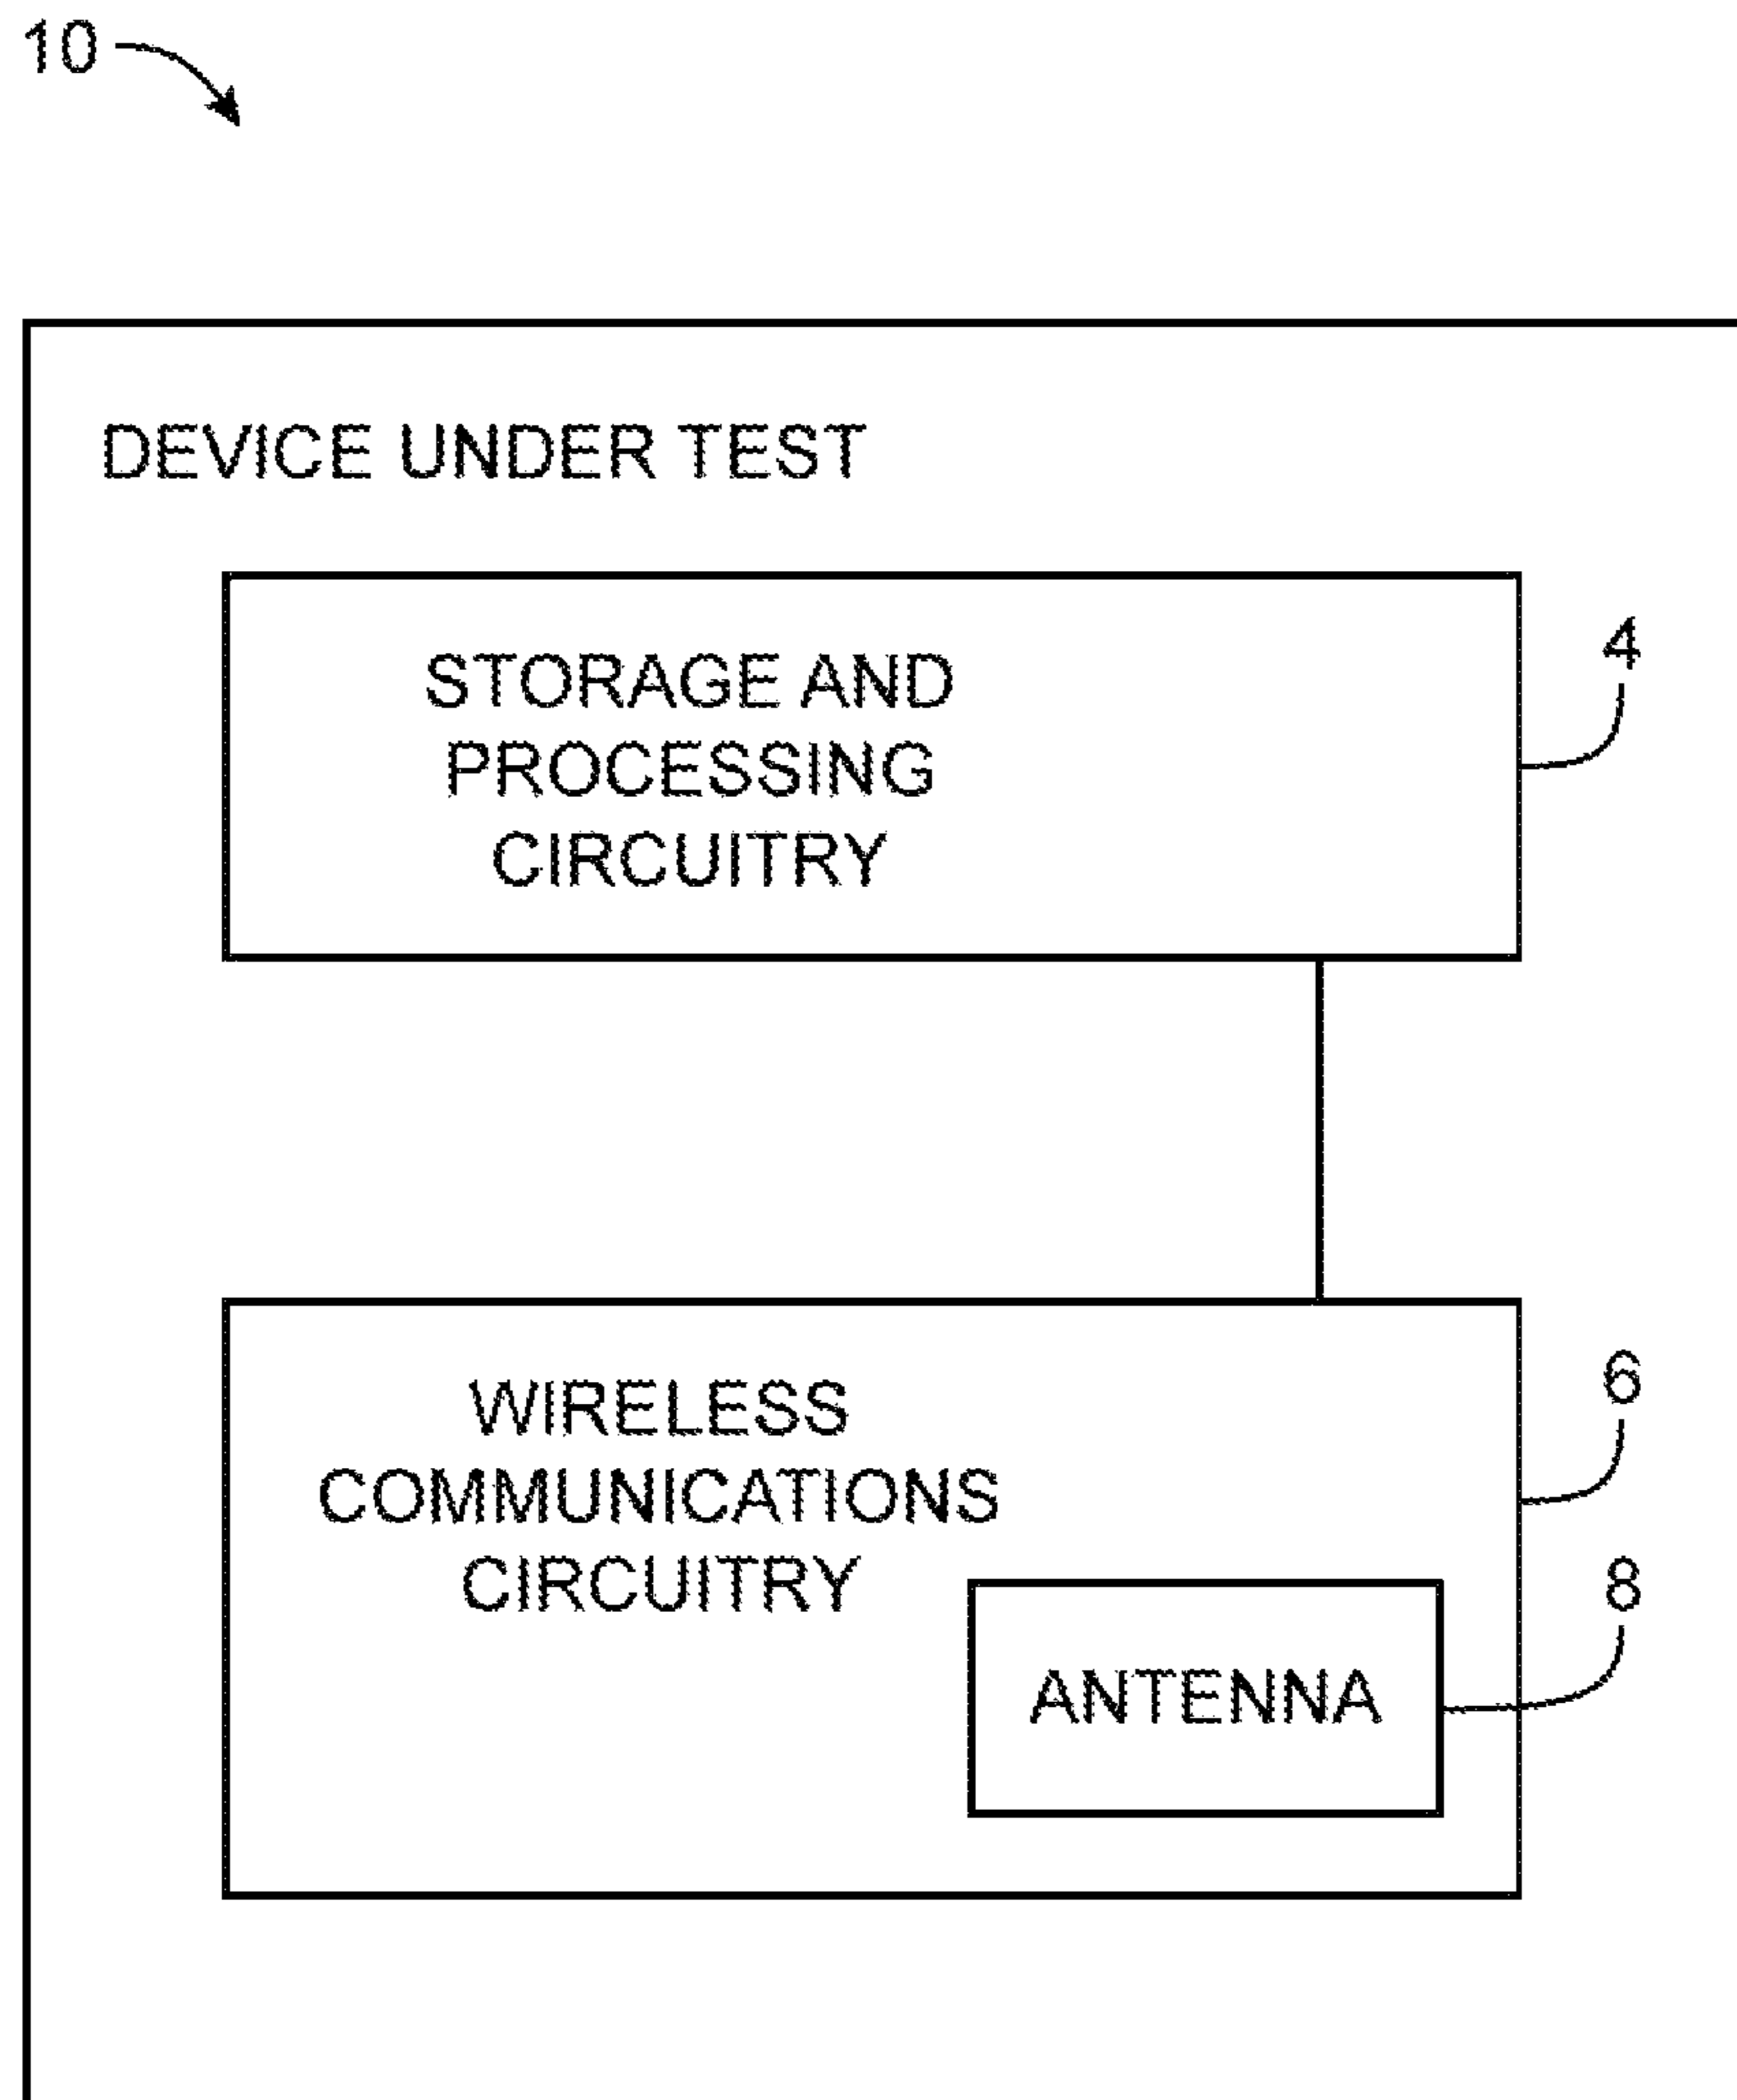 10
DEVICE UNDER TEST
STORAGE AND
PROCESSING
CIRCUITRY
4
WIRELESS
COMMUNICATIONS
CIRCUITRY
6
8
ANTENNA